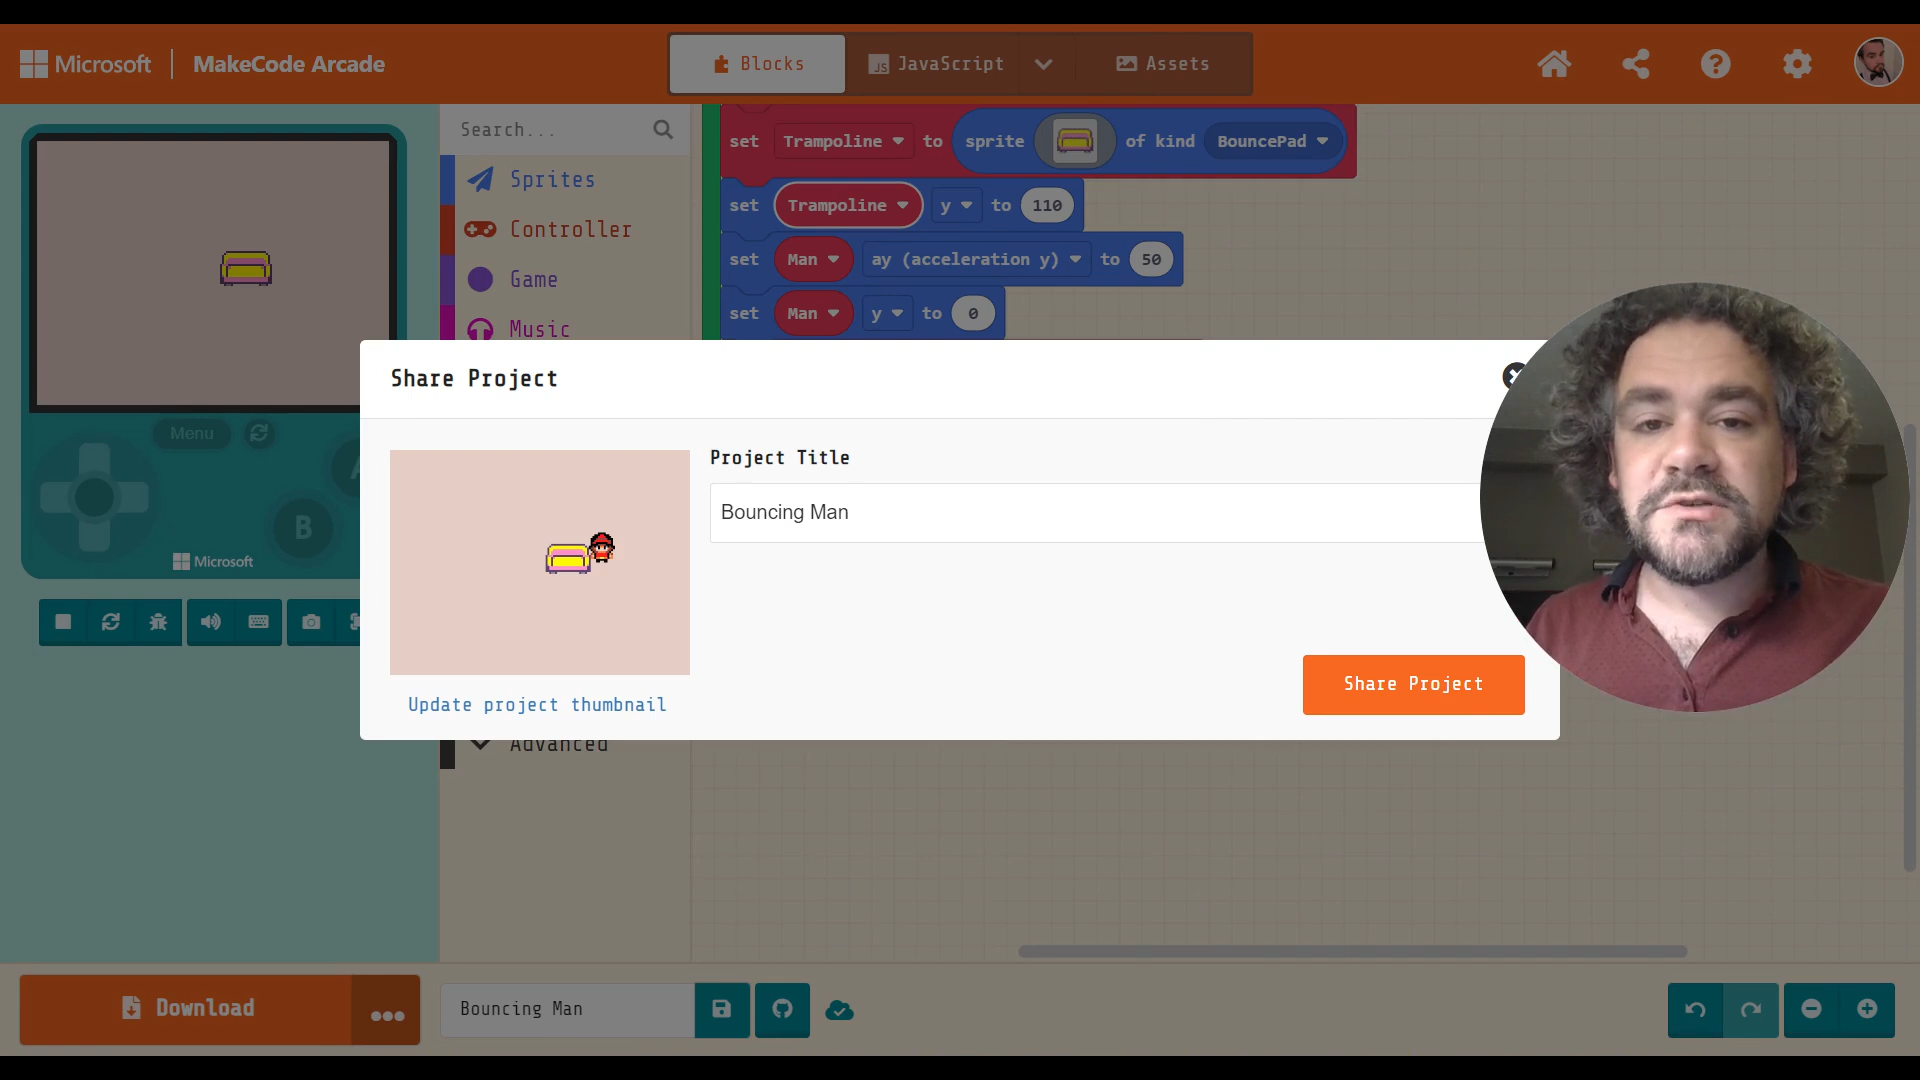 Microsoft MakeCode Arcade Blocks JS JavaScript Assets
Search...
Sprites
Controller
Game
Music
Advanced
set Trampoline to sprite of kind BouncePad
set Trampoline y to 110
set Man ay (acceleration y) to 50
set Man y to 0
Menu
B
Microsoft
Share Project
Project Title
Bouncing Man
Update project thumbnail
Share Project
Download
Bouncing Man